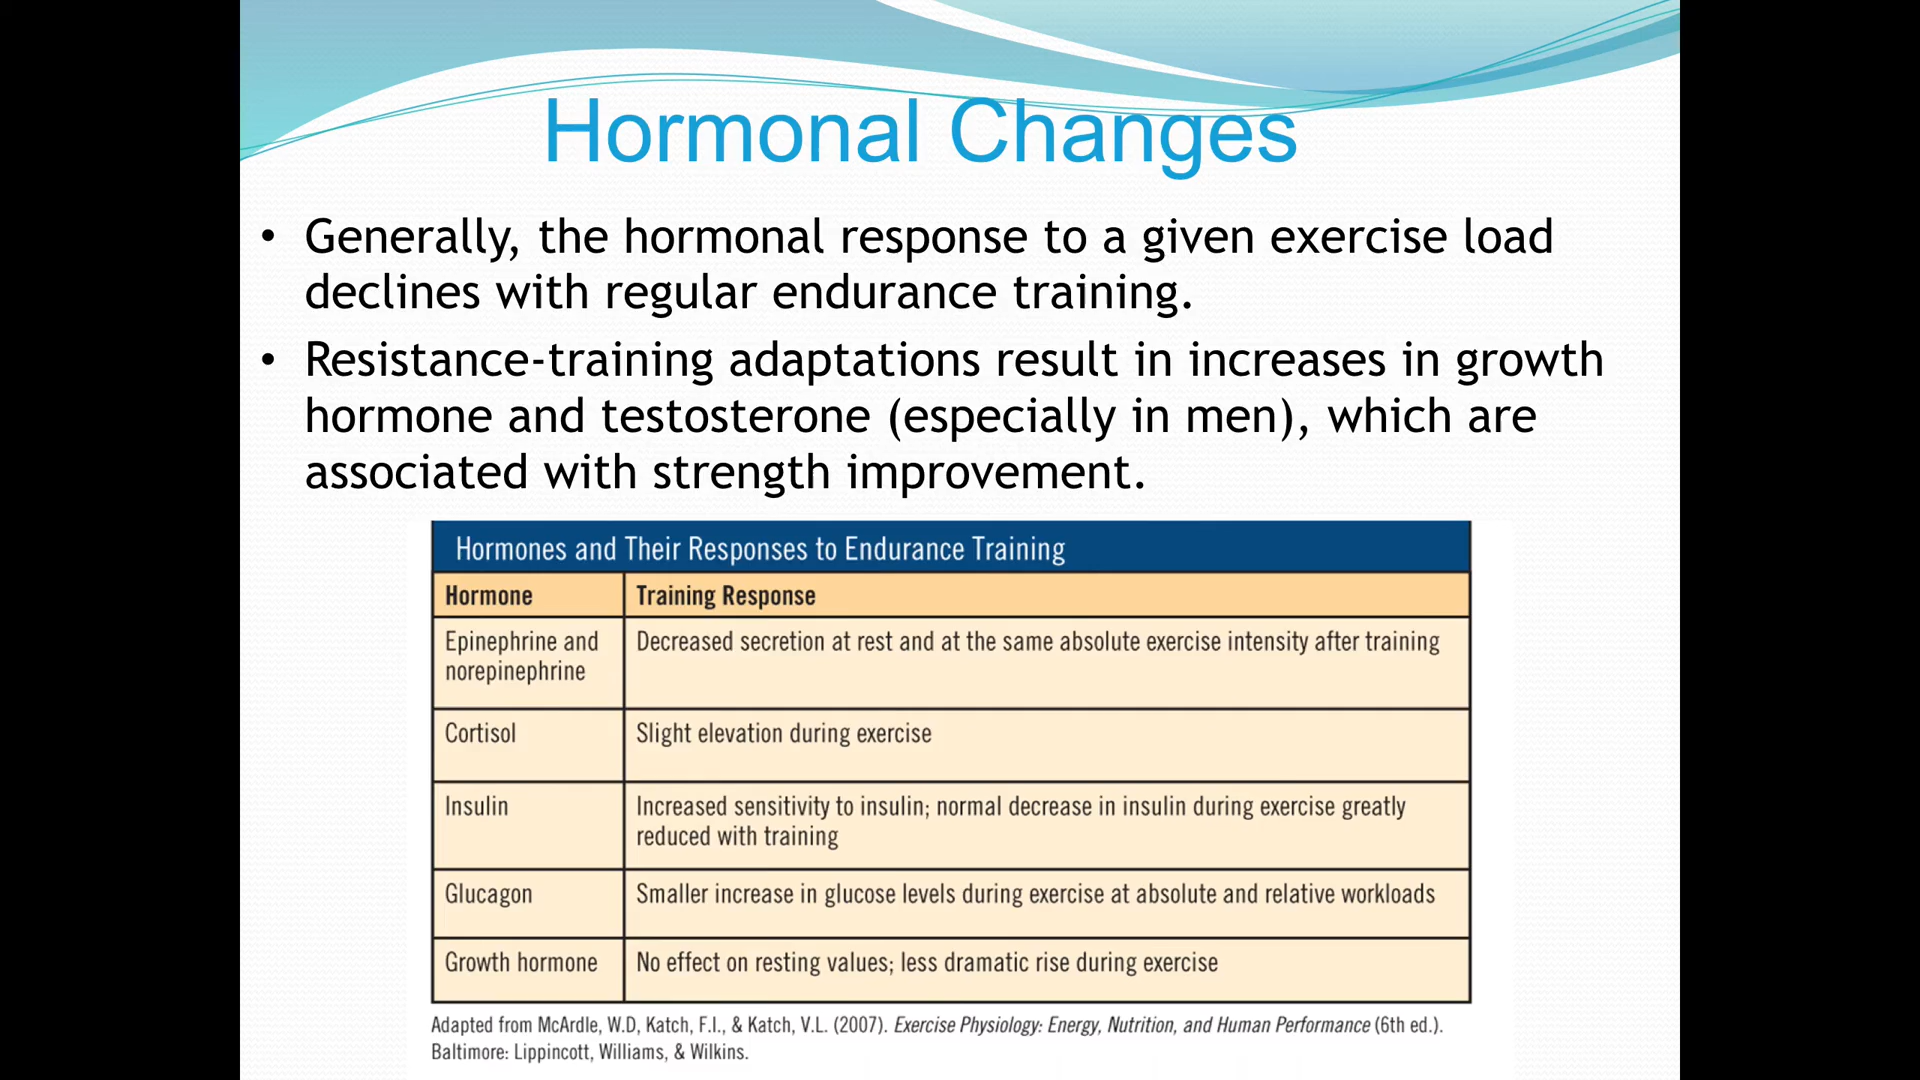 Hormonal Changes
• Generally, the hormonal response to a given exercise load
declines with regular endurance training.
• Resistance-training adaptations result in increases in growth
hormone and testosterone (especially in men), which are
associated with strength improvement.
Hormones and Their Responses to Endurance Training
Hormone Training Response
Epinephrine and Decreased secretion at rest and at the same absolute exercise intensity after training
norepinephrine
Cortisol Slight elevation during exercise
Insulin Increased sensitivity to insulin; normal decrease in insulin during exercise greatly
reduced with training
Glucagon Smaller increase in glucose levels during exercise at absolute and relative workloads
Growth hormone No effect on resting values; less dramatic rise during exercise
Adapted from McArdle, W.D, Katch, F.I., & Katch, V.L. (2007). Exercise Physiology: Energy, Nutrition, and Human Performance (6th ed.).
Baltimore: Lippincott, Williams, & Wilkins.